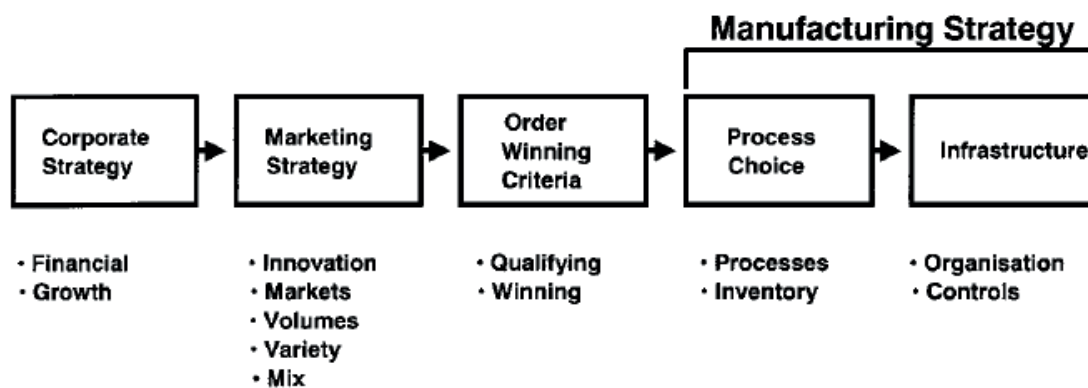 Manufacturing Strategy
Corporate
Strategy
Marketing
Strategy
Order
Winning
Criteria
Process
Choice
Infrastructure
· Financial
· Growth
· Innovation
· Markets
· Volumes
· Variety
· Mix
· Qualifying
· Winning
· Processes
· Inventory
· Organisation
· Controls